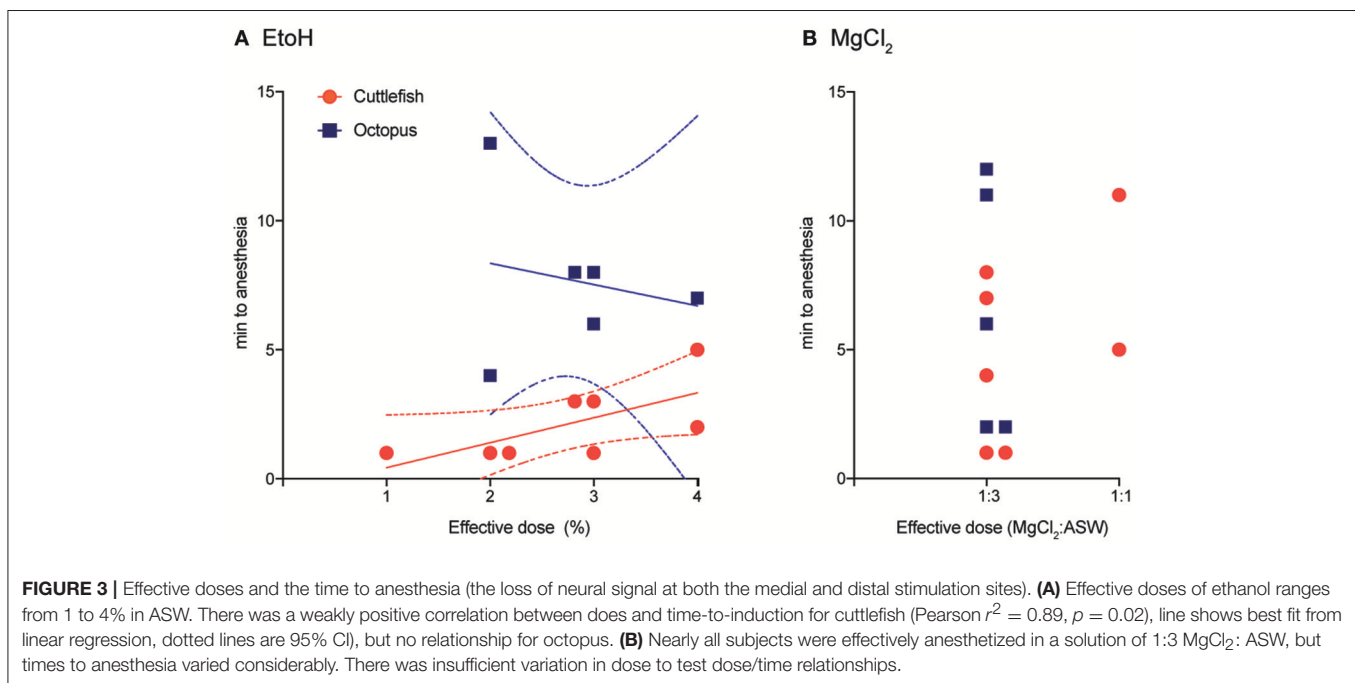 A EtoH
Cuttlefish
Octopus
15
10
5
0
min to anesthesia
1 2 3 4
Effective dose (%)
B MgCl₂
15
10
5
0
min to anesthesia
1:3 1:1
Effective dose (MgCl₂:ASW)
FIGURE 3 | Effective doses and the time to anesthesia (the loss of neural signal at both the medial and distal stimulation sites). (A) Effective doses of ethanol ranges
from 1 to 4% in ASW. There was a weakly positive correlation between does and time-to-induction for cuttlefish (Pearson r² = 0.89, p = 0.02), line shows best fit from
linear regression, dotted lines are 95% CI), but no relationship for octopus. (B) Nearly all subjects were effectively anesthetized in a solution of 1:3 MgCl₂: ASW, but
times to anesthesia varied considerably. There was insufficient variation in dose to test dose/time relationships.